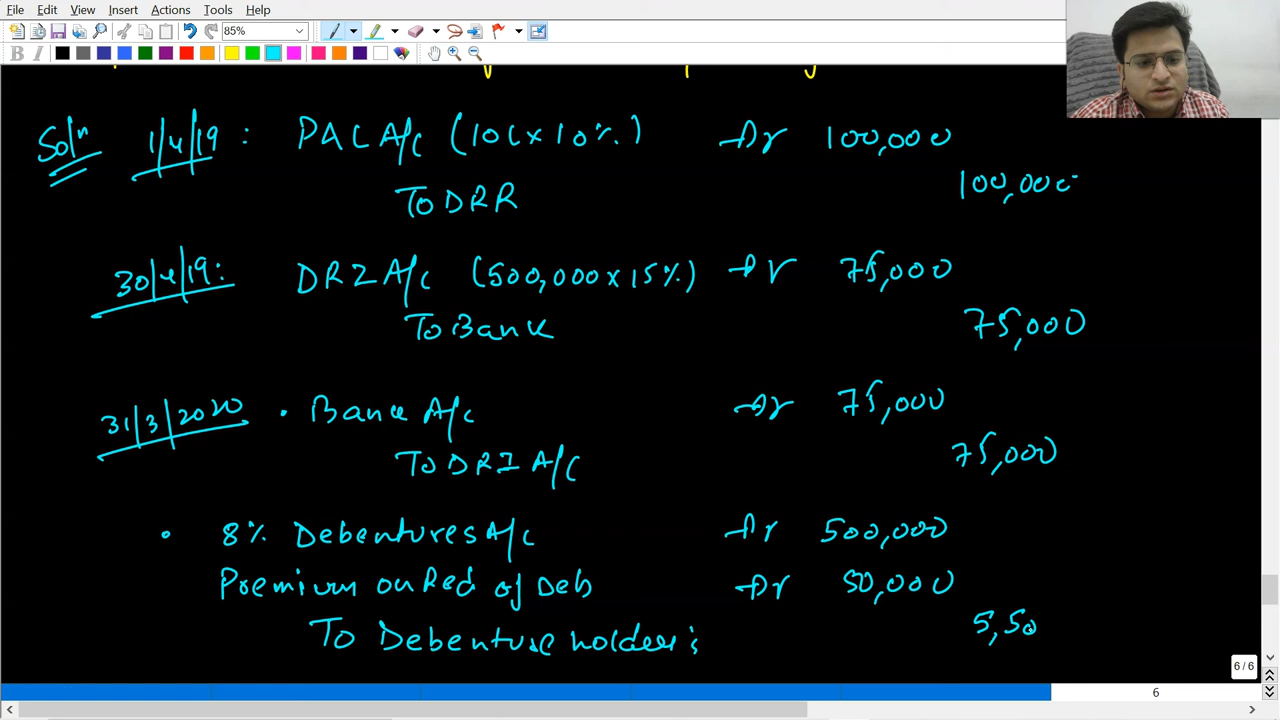 File Edit View Insert Actions Tools Help
85%
B I U
Soln 1/4/19 : P&L A/c (10L x 10%) Dr 100,000
To DRR 100,000
30/4/19: DRI A/c (500,000 x 15%) Dr 75,000
To Bank 75,000
31/3/2020 • Bank A/c Dr 75,000
To DRI A/c 75,000
• 8% Debentures A/c Dr 500,000
Premium on Red of Deb Dr 50,000
To Debenture holder's 5,50
6/6
6